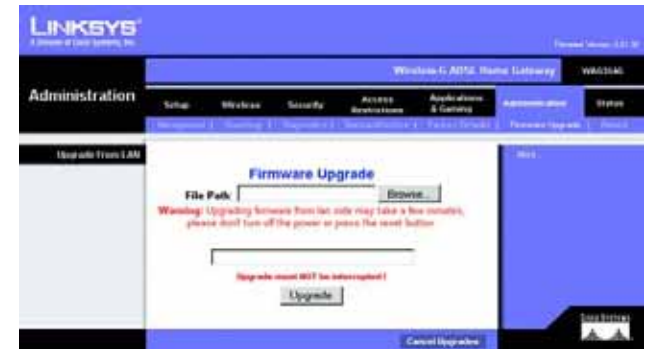 LINKSYS®
A Division of Cisco Systems, Inc.
Wireless-G ADSL Home Gateway WAG354G
Administration
Setup Wireless Security Access Restrictions Applications & Gaming Administration Status
Firmware Upgrade
Upgrade from LAN
Firmware Upgrade
File Path: Browse...
Warning: Upgrading firmware from lan side may take a few minutes,
please don't turn off the power or press the reset button
Upgrade must NOT be interrupted !
Upgrade
Cancel Upgrades
Cisco Systems